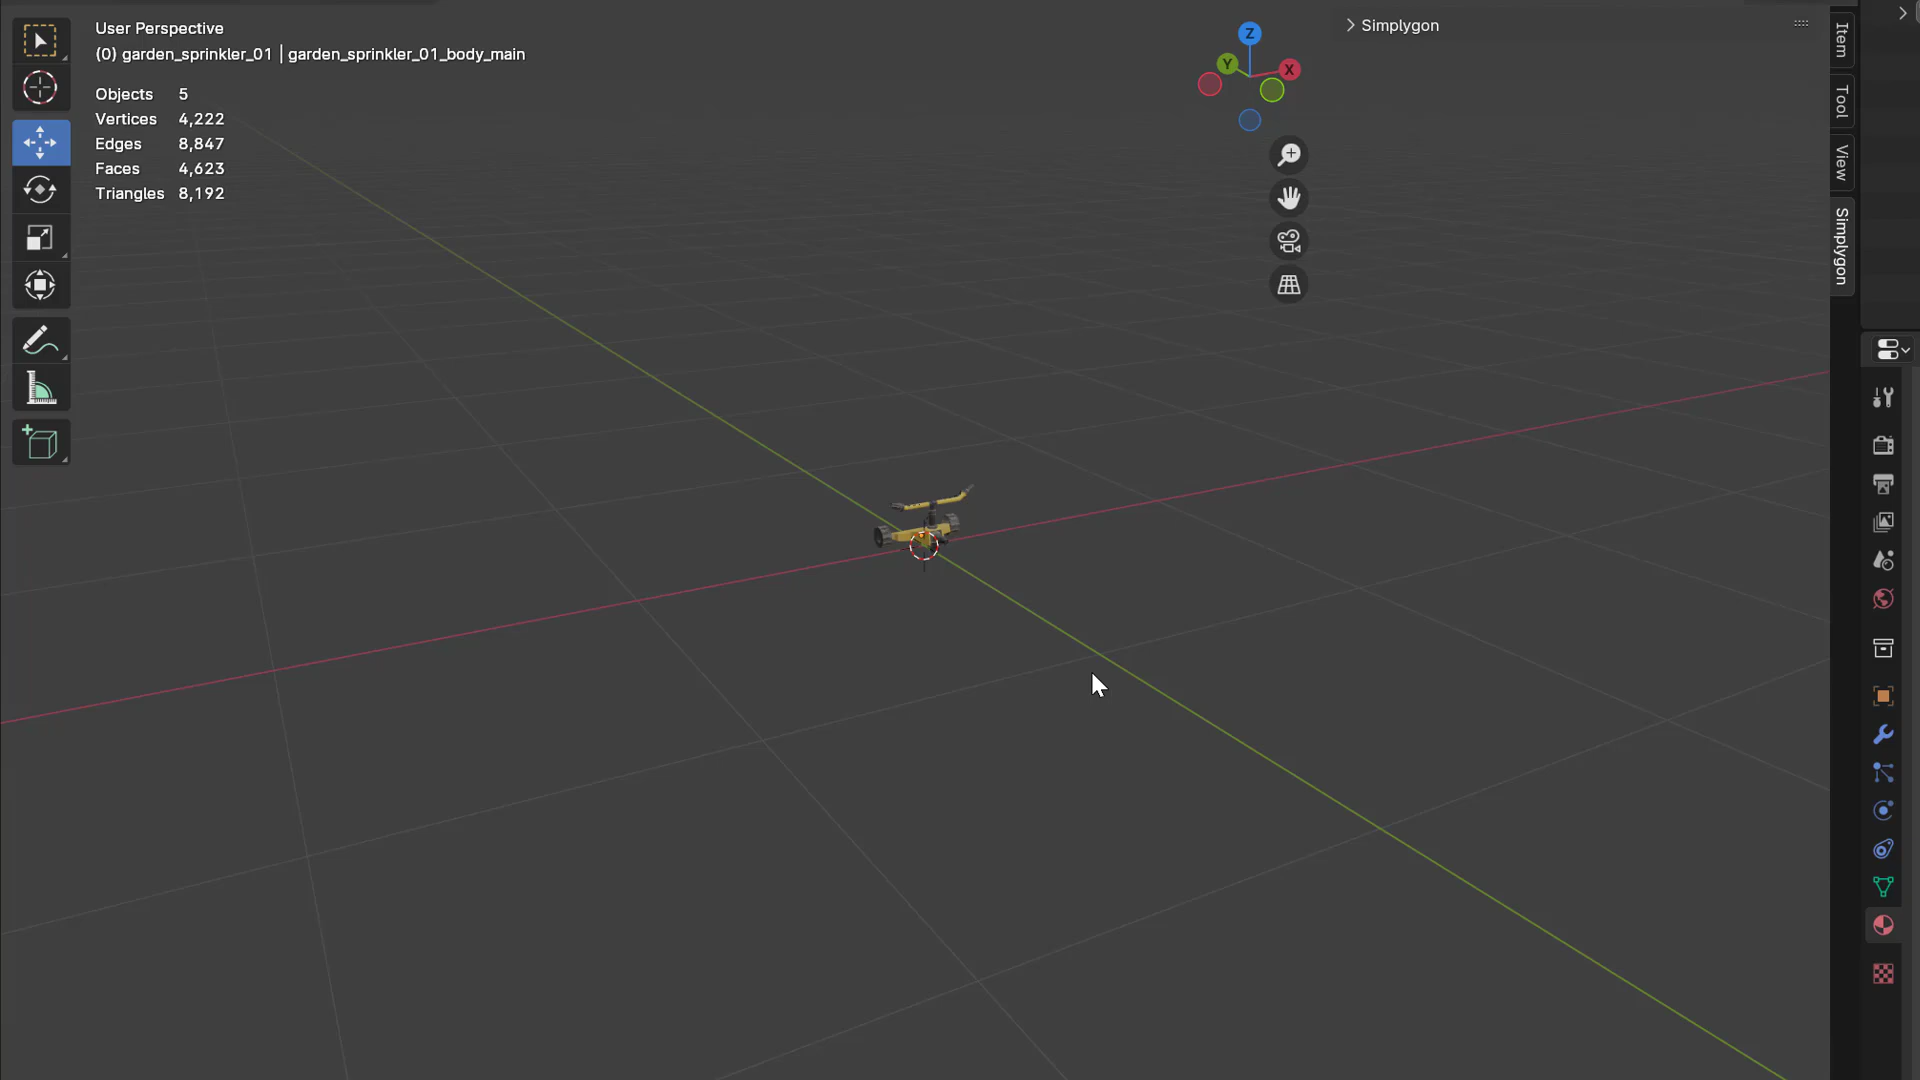 User Perspective
(0) garden_sprinkler_01 | garden_sprinkler_01_body_main
Objects 5
Vertices 4,222
Edges 8,847
Faces 4,623
Triangles 8,192
Z
Y
X
Simplygon
Item
Tool
View
Simplygon